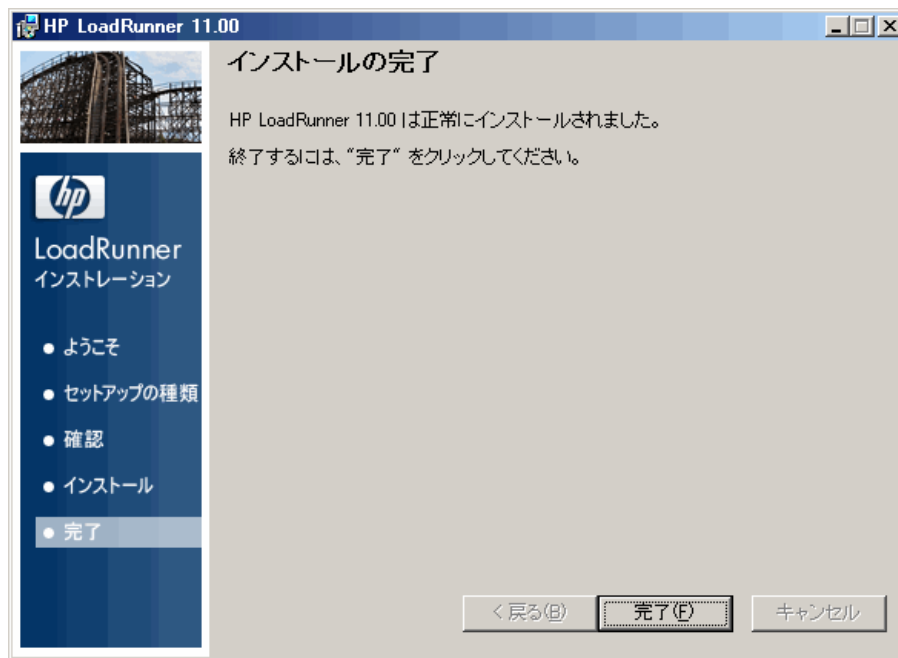 HP LoadRunner 11.00
インストールの完了
HP LoadRunner 11.00 は正常にインストールされました。
終了するには、"完了" をクリックしてください。
hp
LoadRunner
インストレーション
ようこそ
セットアップの種類
確認
インストール
完了
< 戻る(B)
完了(F)
キャンセル